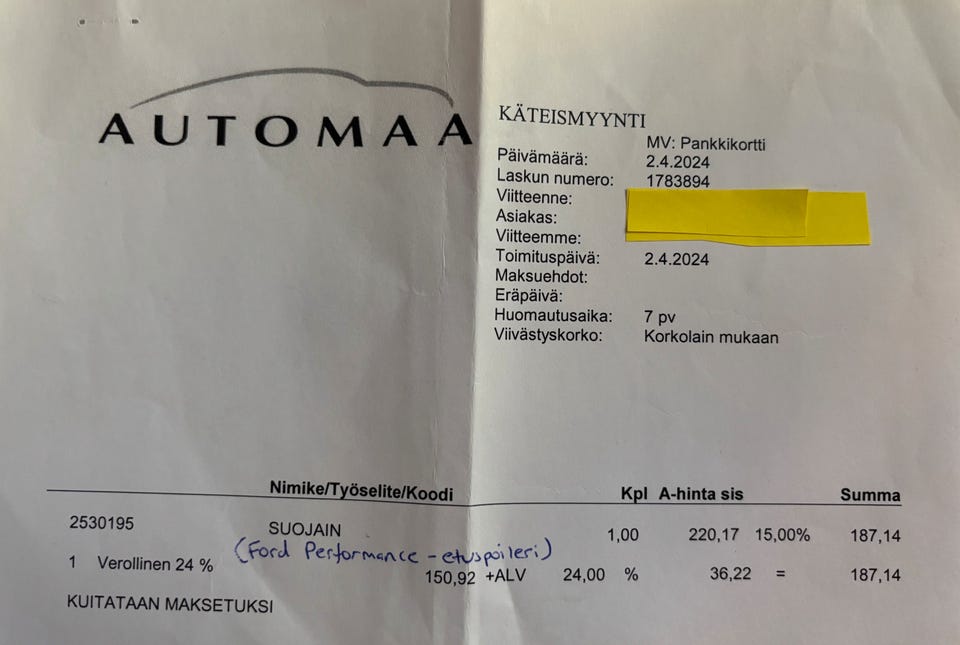 AUTOMAA
KÄTEISMYYNTI
MV: Pankkikortti
Päivämäärä: 2.4.2024
Laskun numero: 1783894
Viitteenne:
Asiakas:
Viitteemme:
Toimituspäivä: 2.4.2024
Maksuehdot:
Eräpäivä:
Huomautusaika: 7 pv
Viivästyskorko: Korkolain mukaan
Nimike/Työselite/Koodi Kpl A-hinta sis Summa
2530195 SUOJAIN 1,00 220,17 15,00% 187,14
(Ford Performance - etuspoileri)
1 Verollinen 24 % 150,92 +ALV 24,00 % 36,22 = 187,14
KUITATAAN MAKSETUKSI